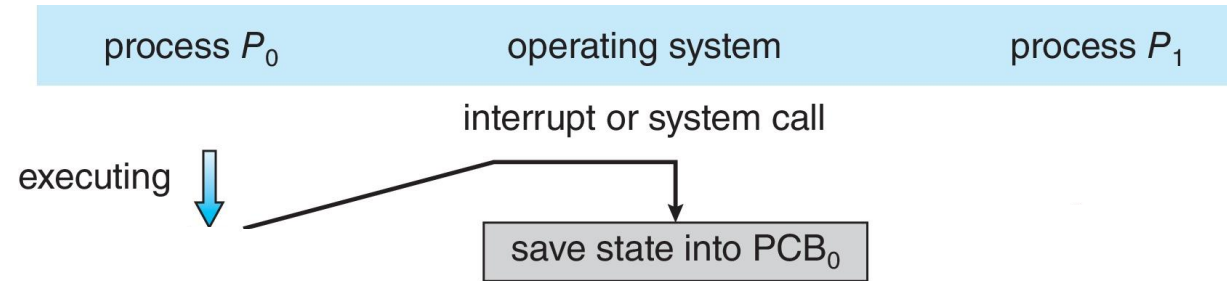 process P₀ operating system process P₁
interrupt or system call
executing
save state into PCB₀